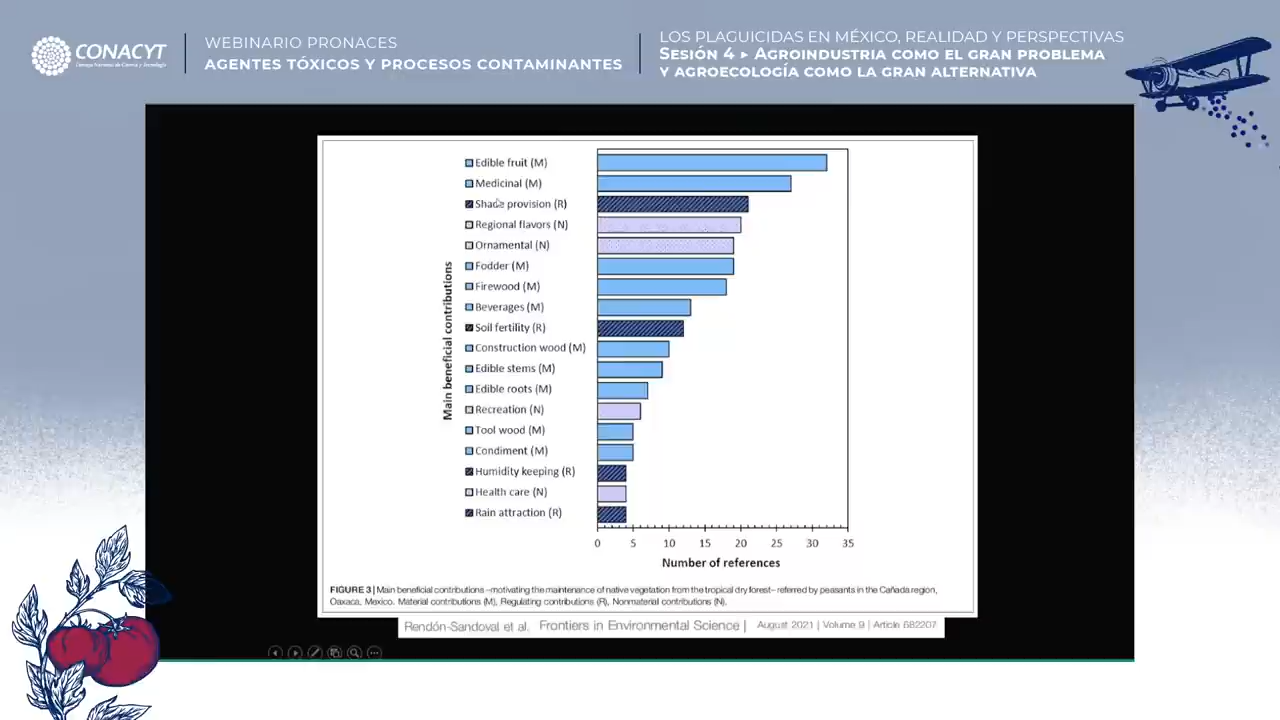 CONACYT
Consejo Nacional de Ciencia y Tecnología
WEBINARIO PRONACES
AGENTES TÓXICOS Y PROCESOS CONTAMINANTES
LOS PLAGUICIDAS EN MÉXICO, REALIDAD Y PERSPECTIVAS
SESIÓN 4 ▸ AGROINDUSTRIA COMO EL GRAN PROBLEMA
Y AGROECOLOGÍA COMO LA GRAN ALTERNATIVA
Main beneficial contributions
Edible fruit (M)
Medicinal (M)
Shade provision (R)
Regional flavors (N)
Ornamental (N)
Fodder (M)
Firewood (M)
Beverages (M)
Soil fertility (R)
Construction wood (M)
Edible stems (M)
Edible roots (M)
Recreation (N)
Tool wood (M)
Condiment (M)
Humidity keeping (R)
Health care (N)
Rain attraction (R)
0 5 10 15 20 25 30 35
Number of references
FIGURE 3 | Main beneficial contributions –motivating the maintenance of native vegetation from the tropical dry forest– referred by peasants in the Cañada region,
Oaxaca, Mexico. Material contributions (M), Regulating contributions (R), Nonmaterial contributions (N).
Rendón-Sandoval et al. Frontiers in Environmental Science | August 2021 | Volume 9 | Article 682207